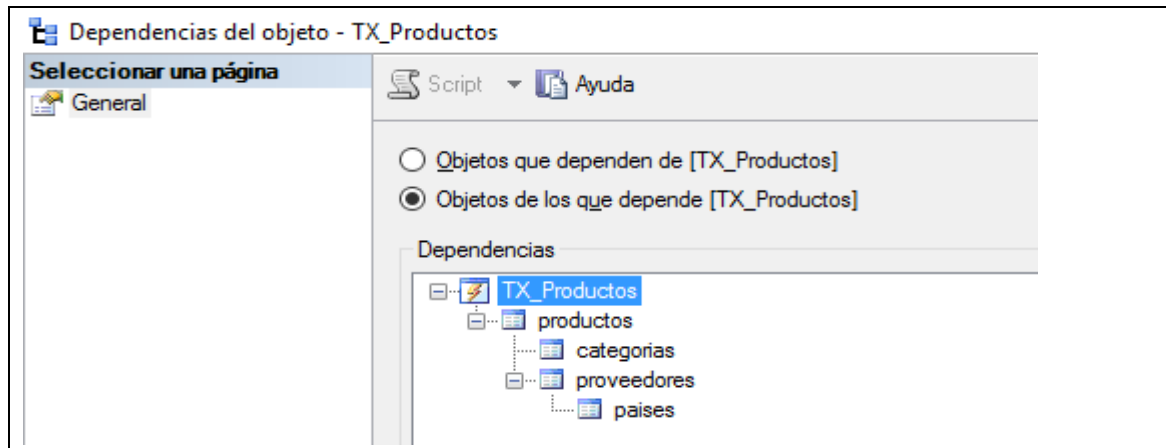 Dependencias del objeto - TX_Productos
Seleccionar una página
General
Script
Ayuda
Objetos que dependen de [TX_Productos]
Objetos de los que depende [TX_Productos]
Dependencias
TX_Productos
productos
categorias
proveedores
paises